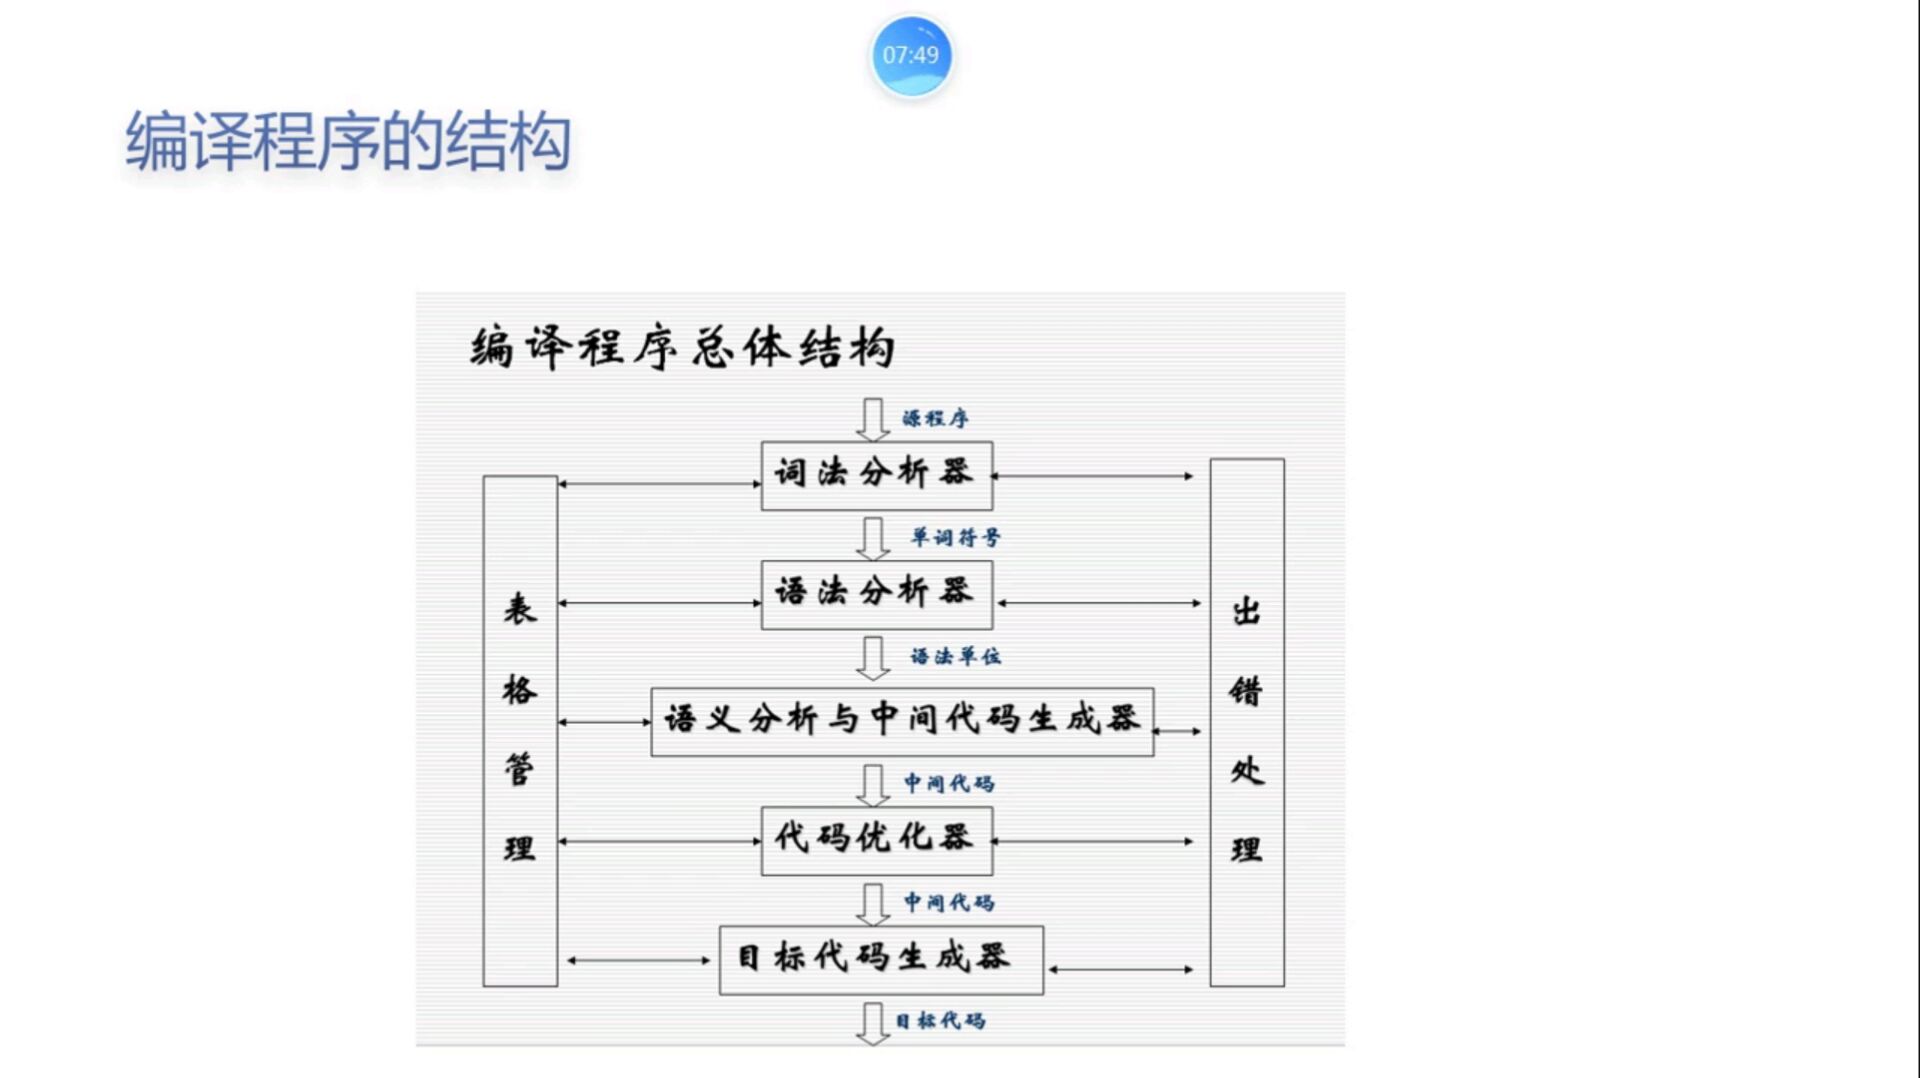 07:49
编译程序的结构
编译程序总体结构
源程序
词法分析器
单词符号
语法分析器
语法单位
语义分析与中间代码生成器
中间代码
代码优化器
中间代码
目标代码生成器
目标代码
表格管理
出错处理